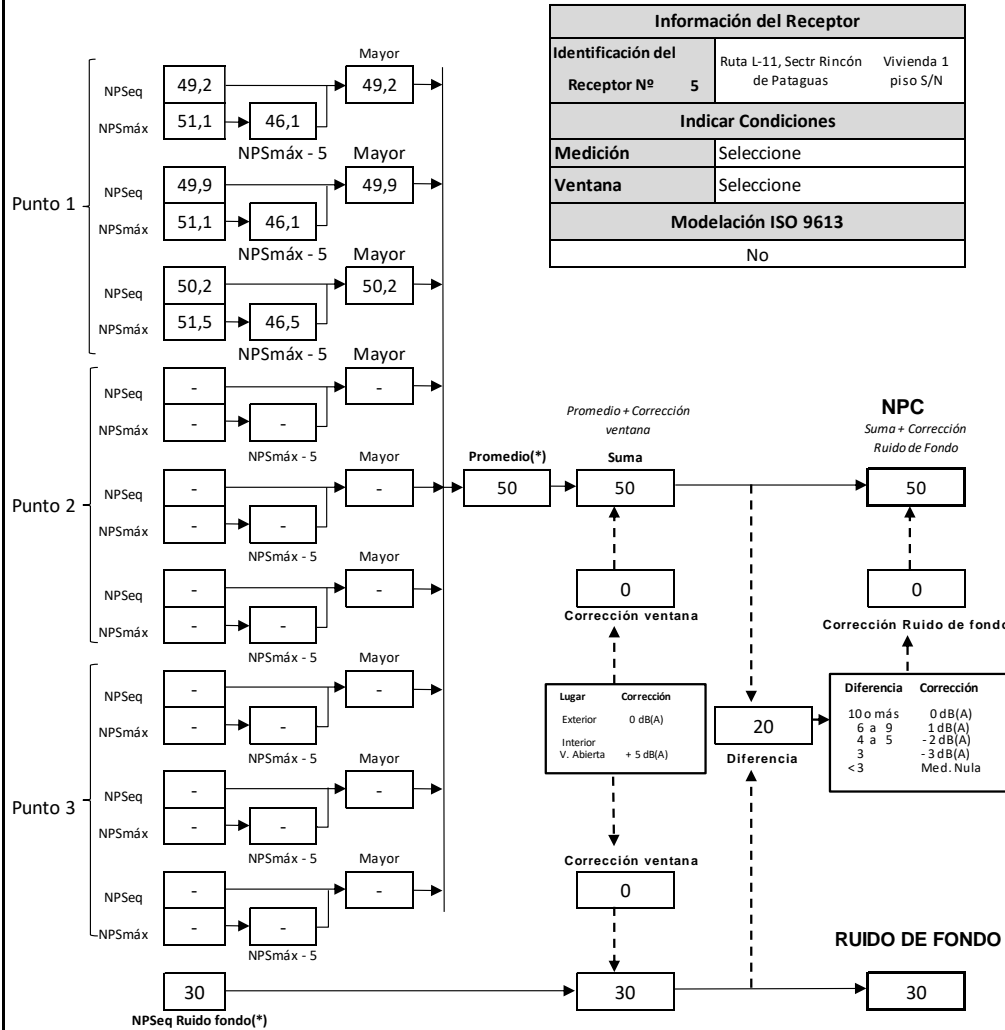 Información del Receptor
Identificación del
Receptor Nº 5
Ruta L-11, Sectr Rincón
de Pataguas
Vivienda 1
piso S/N
Indicar Condiciones
Medición Seleccione
Ventana Seleccione
Modelación ISO 9613
No
Punto 1
Mayor
NPSeq 49,2 49,2
NPSmáx 51,1 46,1
NPSmáx - 5 Mayor
NPSeq 49,9 49,9
NPSmáx 51,1 46,1
NPSmáx - 5 Mayor
NPSeq 50,2 50,2
NPSmáx 51,5 46,5
NPSmáx - 5 Mayor
Punto 2
NPSeq - -
NPSmáx - -
NPSmáx - 5 Mayor
NPSeq - -
NPSmáx - -
NPSmáx - 5 Mayor
NPSeq - -
NPSmáx - -
NPSmáx - 5 Mayor
Punto 3
NPSeq - -
NPSmáx - -
NPSmáx - 5 Mayor
NPSeq - -
NPSmáx - -
NPSmáx - 5 Mayor
NPSeq - -
NPSmáx - -
NPSmáx - 5
Promedio(*)
50
Promedio + Corrección
ventana
Suma
50
0
Corrección ventana
Lugar Corrección
Exterior 0 dB(A)
Interior
V. Abierta + 5 dB(A)
Corrección ventana
0
NPC
Suma + Corrección
Ruido de Fondo
50
0
Corrección Ruido de fondo
20
Diferencia
Diferencia Corrección
10 o más 0 dB(A)
6 a 9 1 dB(A)
4 a 5 - 2 dB(A)
3 - 3 dB(A)
< 3 Med. Nula
RUIDO DE FONDO
30 30 30
NPSeq Ruido fondo(*)